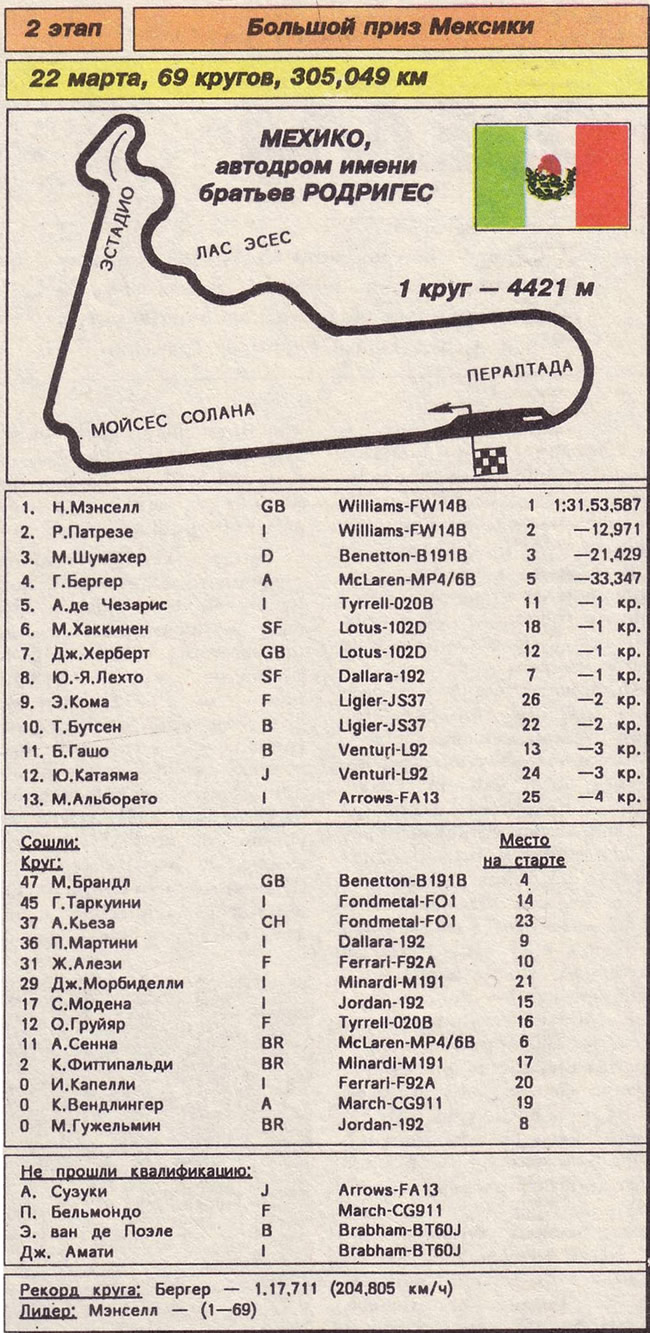 2 этап
Большой приз Мексики
22 марта, 69 кругов, 305,049 км
МЕХИКО,
автодром имени
братьев РОДРИГЕС
ЭСТАДИО
ЛАС ЭСЕС
1 круг — 4421 м
ПЕРАЛТАДА
МОЙСЕС СОЛАНА
1. Н.Мэнселл GB Williams-FW14B 1 1:31.53,587
2. Р.Патрезе I Williams-FW14B 2 —12,971
3. М.Шумахер D Benetton-B191B 3 —21,429
4. Г.Бергер A McLaren-MP4/6B 5 —33,347
5. А.де Чезарис I Tyrrell-020B 11 —1 кр.
6. М.Хаккинен SF Lotus-102D 18 —1 кр.
7. Дж.Херберт GB Lotus-102D 12 —1 кр.
8. Ю.-Я.Лехто SF Dallara-192 7 —1 кр.
9. Э.Кома F Ligier-JS37 26 —2 кр.
10. Т.Бутсен B Ligier-JS37 22 —2 кр.
11. Б.Гашо B Venturi-L92 13 —3 кр.
12. Ю.Катаяма J Venturi-L92 24 —3 кр.
13. М.Альборето I Arrows-FA13 25 —4 кр.
Сошли: Место
Круг: на старте
47 М.Брандл GB Benetton-B191B 4
45 Г.Таркуини I Fondmetal-FO1 14
37 А.Кьеза CH Fondmetal-FO1 23
36 П.Мартини I Dallara-192 9
31 Ж.Алези F Ferrari-F92A 10
29 Дж.Морбиделли I Minardi-M191 21
17 С.Модена I Jordan-192 15
12 О.Груйяр F Tyrrell-020B 16
11 А.Сенна BR McLaren-MP4/6B 6
2 К.Фиттипальди BR Minardi-M191 17
0 И.Капелли I Ferrari-F92A 20
0 К.Вендлингер A March-CG911 19
0 М.Гужельмин BR Jordan-192 8
Не прошли квалификацию:
А. Сузуки J Arrows-FA13
П. Бельмондо F March-CG911
Э. ван де Поэле B Brabham-BT60J
Дж. Амати I Brabham-BT60J
Рекорд круга: Бергер — 1.17,711 (204,805 км/ч)
Лидер: Мэнселл — (1—69)